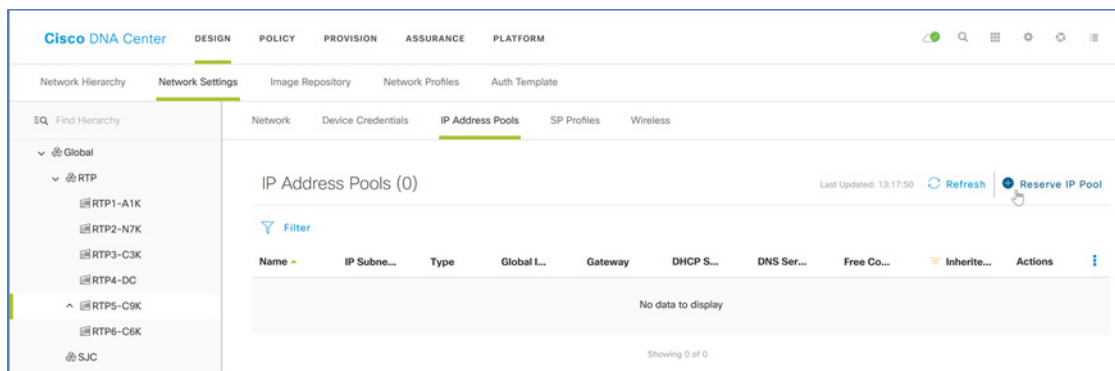 Cisco DNA Center DESIGN POLICY PROVISION ASSURANCE PLATFORM
Network Hierarchy Network Settings Image Repository Network Profiles Auth Template
Find Hierarchy
Network Device Credentials IP Address Pools SP Profiles Wireless
Global
RTP
RTP1-A1K
RTP2-N7K
RTP3-C3K
RTP4-DC
RTP5-C9K
RTP6-C6K
SJC
IP Address Pools (0)
Last Updated: 13:17:50 Refresh Reserve IP Pool
Filter
Name IP Subne... Type Global I... Gateway DHCP S... DNS Ser... Free Co... Inherite... Actions
No data to display
Showing 0 of 0